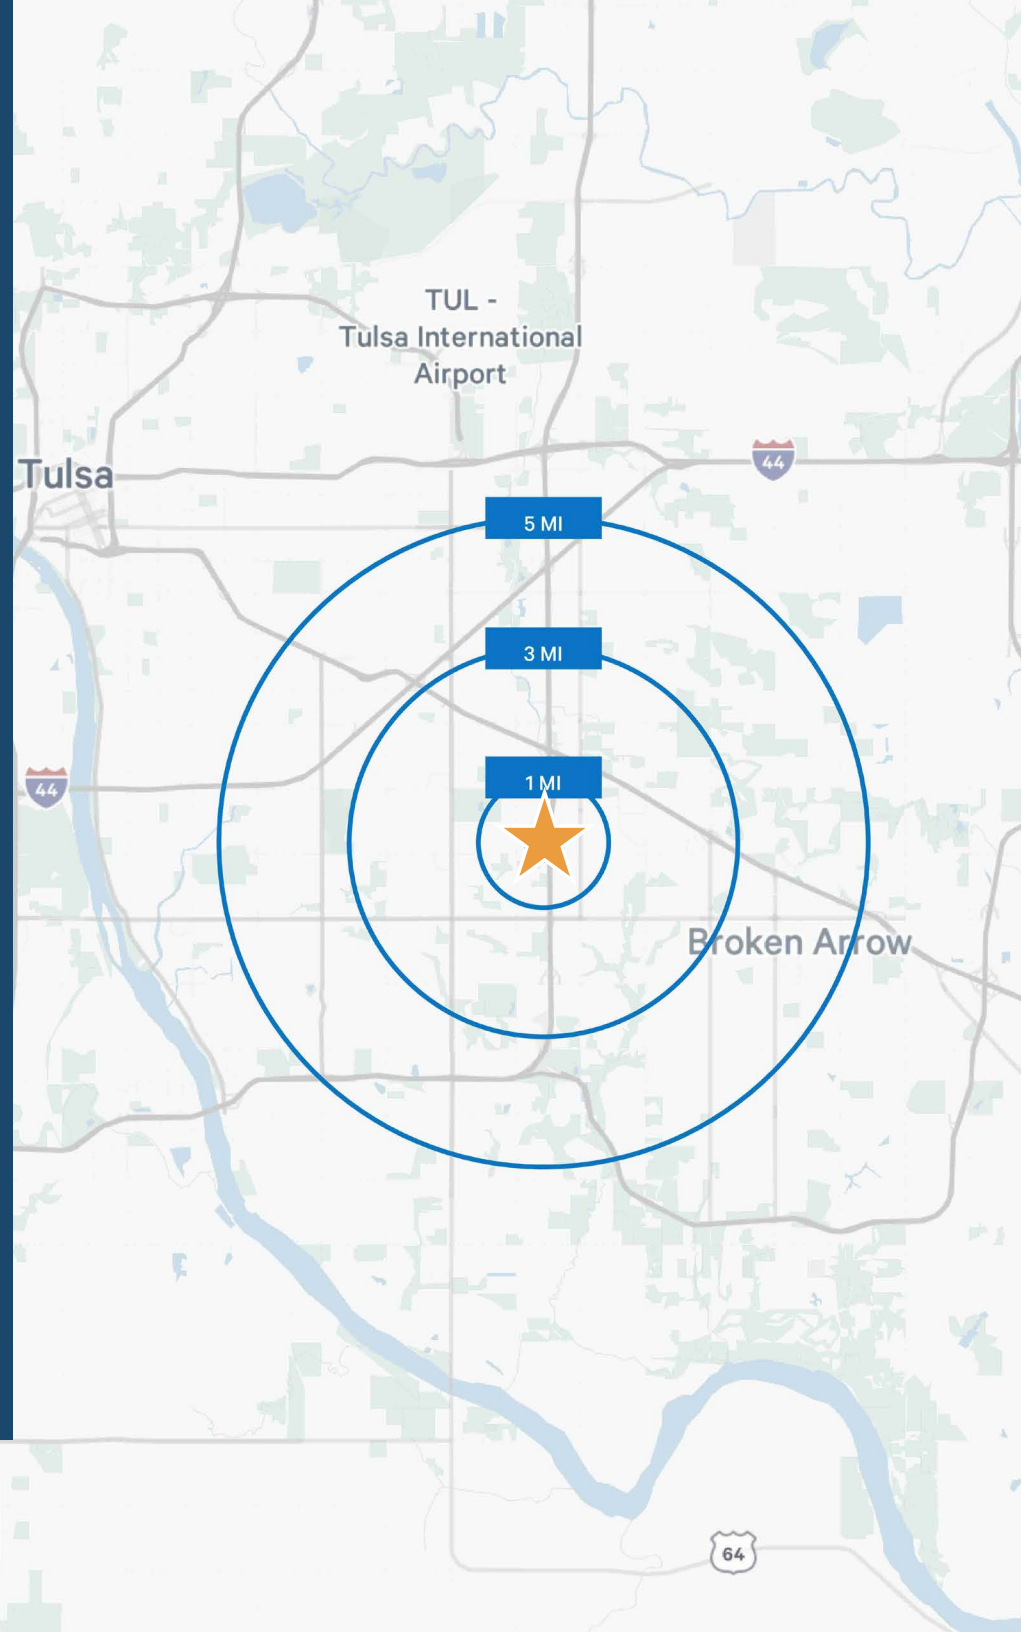 TUL -
Tulsa International
Airport
44
Tulsa
5 MI
3 MI
1 MI
44
Broken Arrow
64